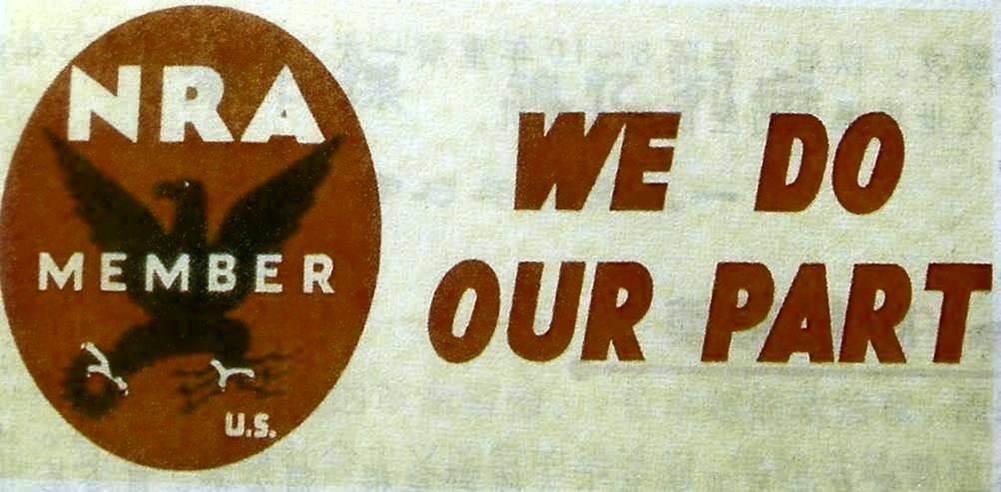 NRA
MEMBER
U.S.
WE DO
OUR PART